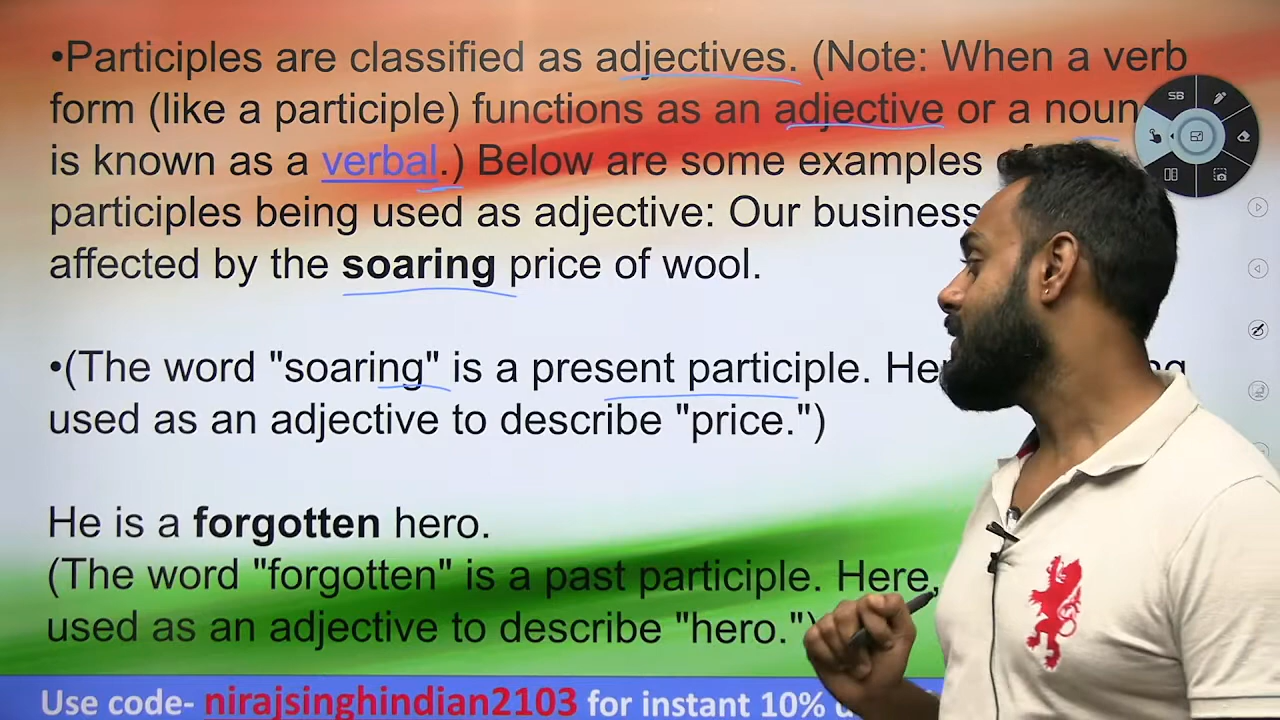 •Participles are classified as adjectives. (Note: When a verb
form (like a participle) functions as an adjective or a noun
is known as a verbal.) Below are some examples
participles being used as adjective: Our business
affected by the soaring price of wool.
•(The word "soaring" is a present participle. He ng
used as an adjective to describe "price.")
He is a forgotten hero.
(The word "forgotten" is a past participle. Here,
used as an adjective to describe "hero.")
Use code- nirajsinghindian2103 for instant 10%
SB